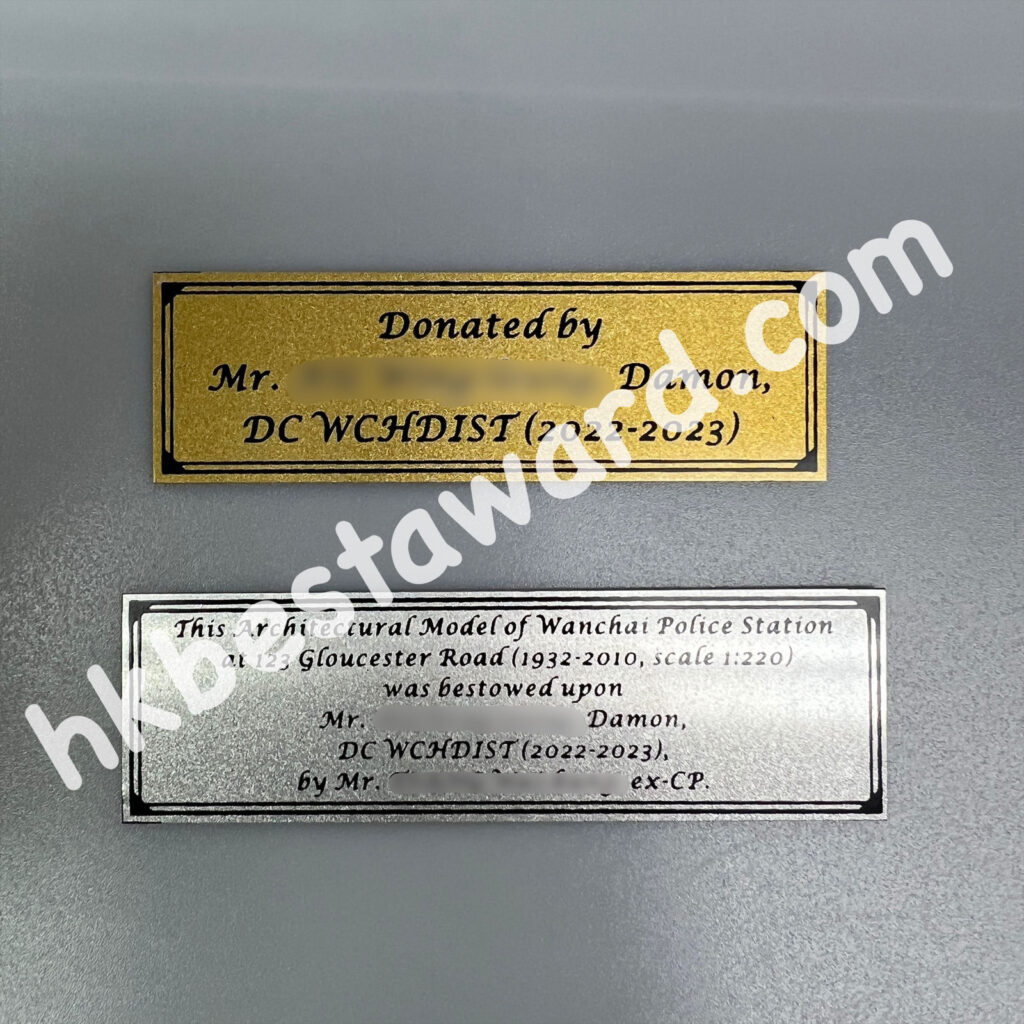 Donated by
Mr. Damon,
DC WCHDIST (2022-2023)
This Architectural Model of Wanchai Police Station
at 123 Gloucester Road (1932-2010, scale 1:220)
was bestowed upon
Mr. Damon,
DC WCHDIST (2022-2023),
by Mr. ex-CP.
hkbestaward.com